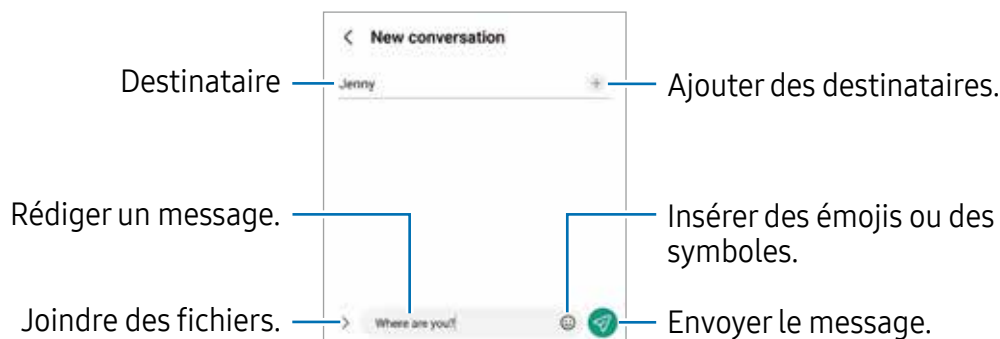 New conversation
Destinataire
Jenny
Ajouter des destinataires.
Rédiger un message.
Insérer des émojis ou des
symboles.
Joindre des fichiers.
Where are you?
Envoyer le message.